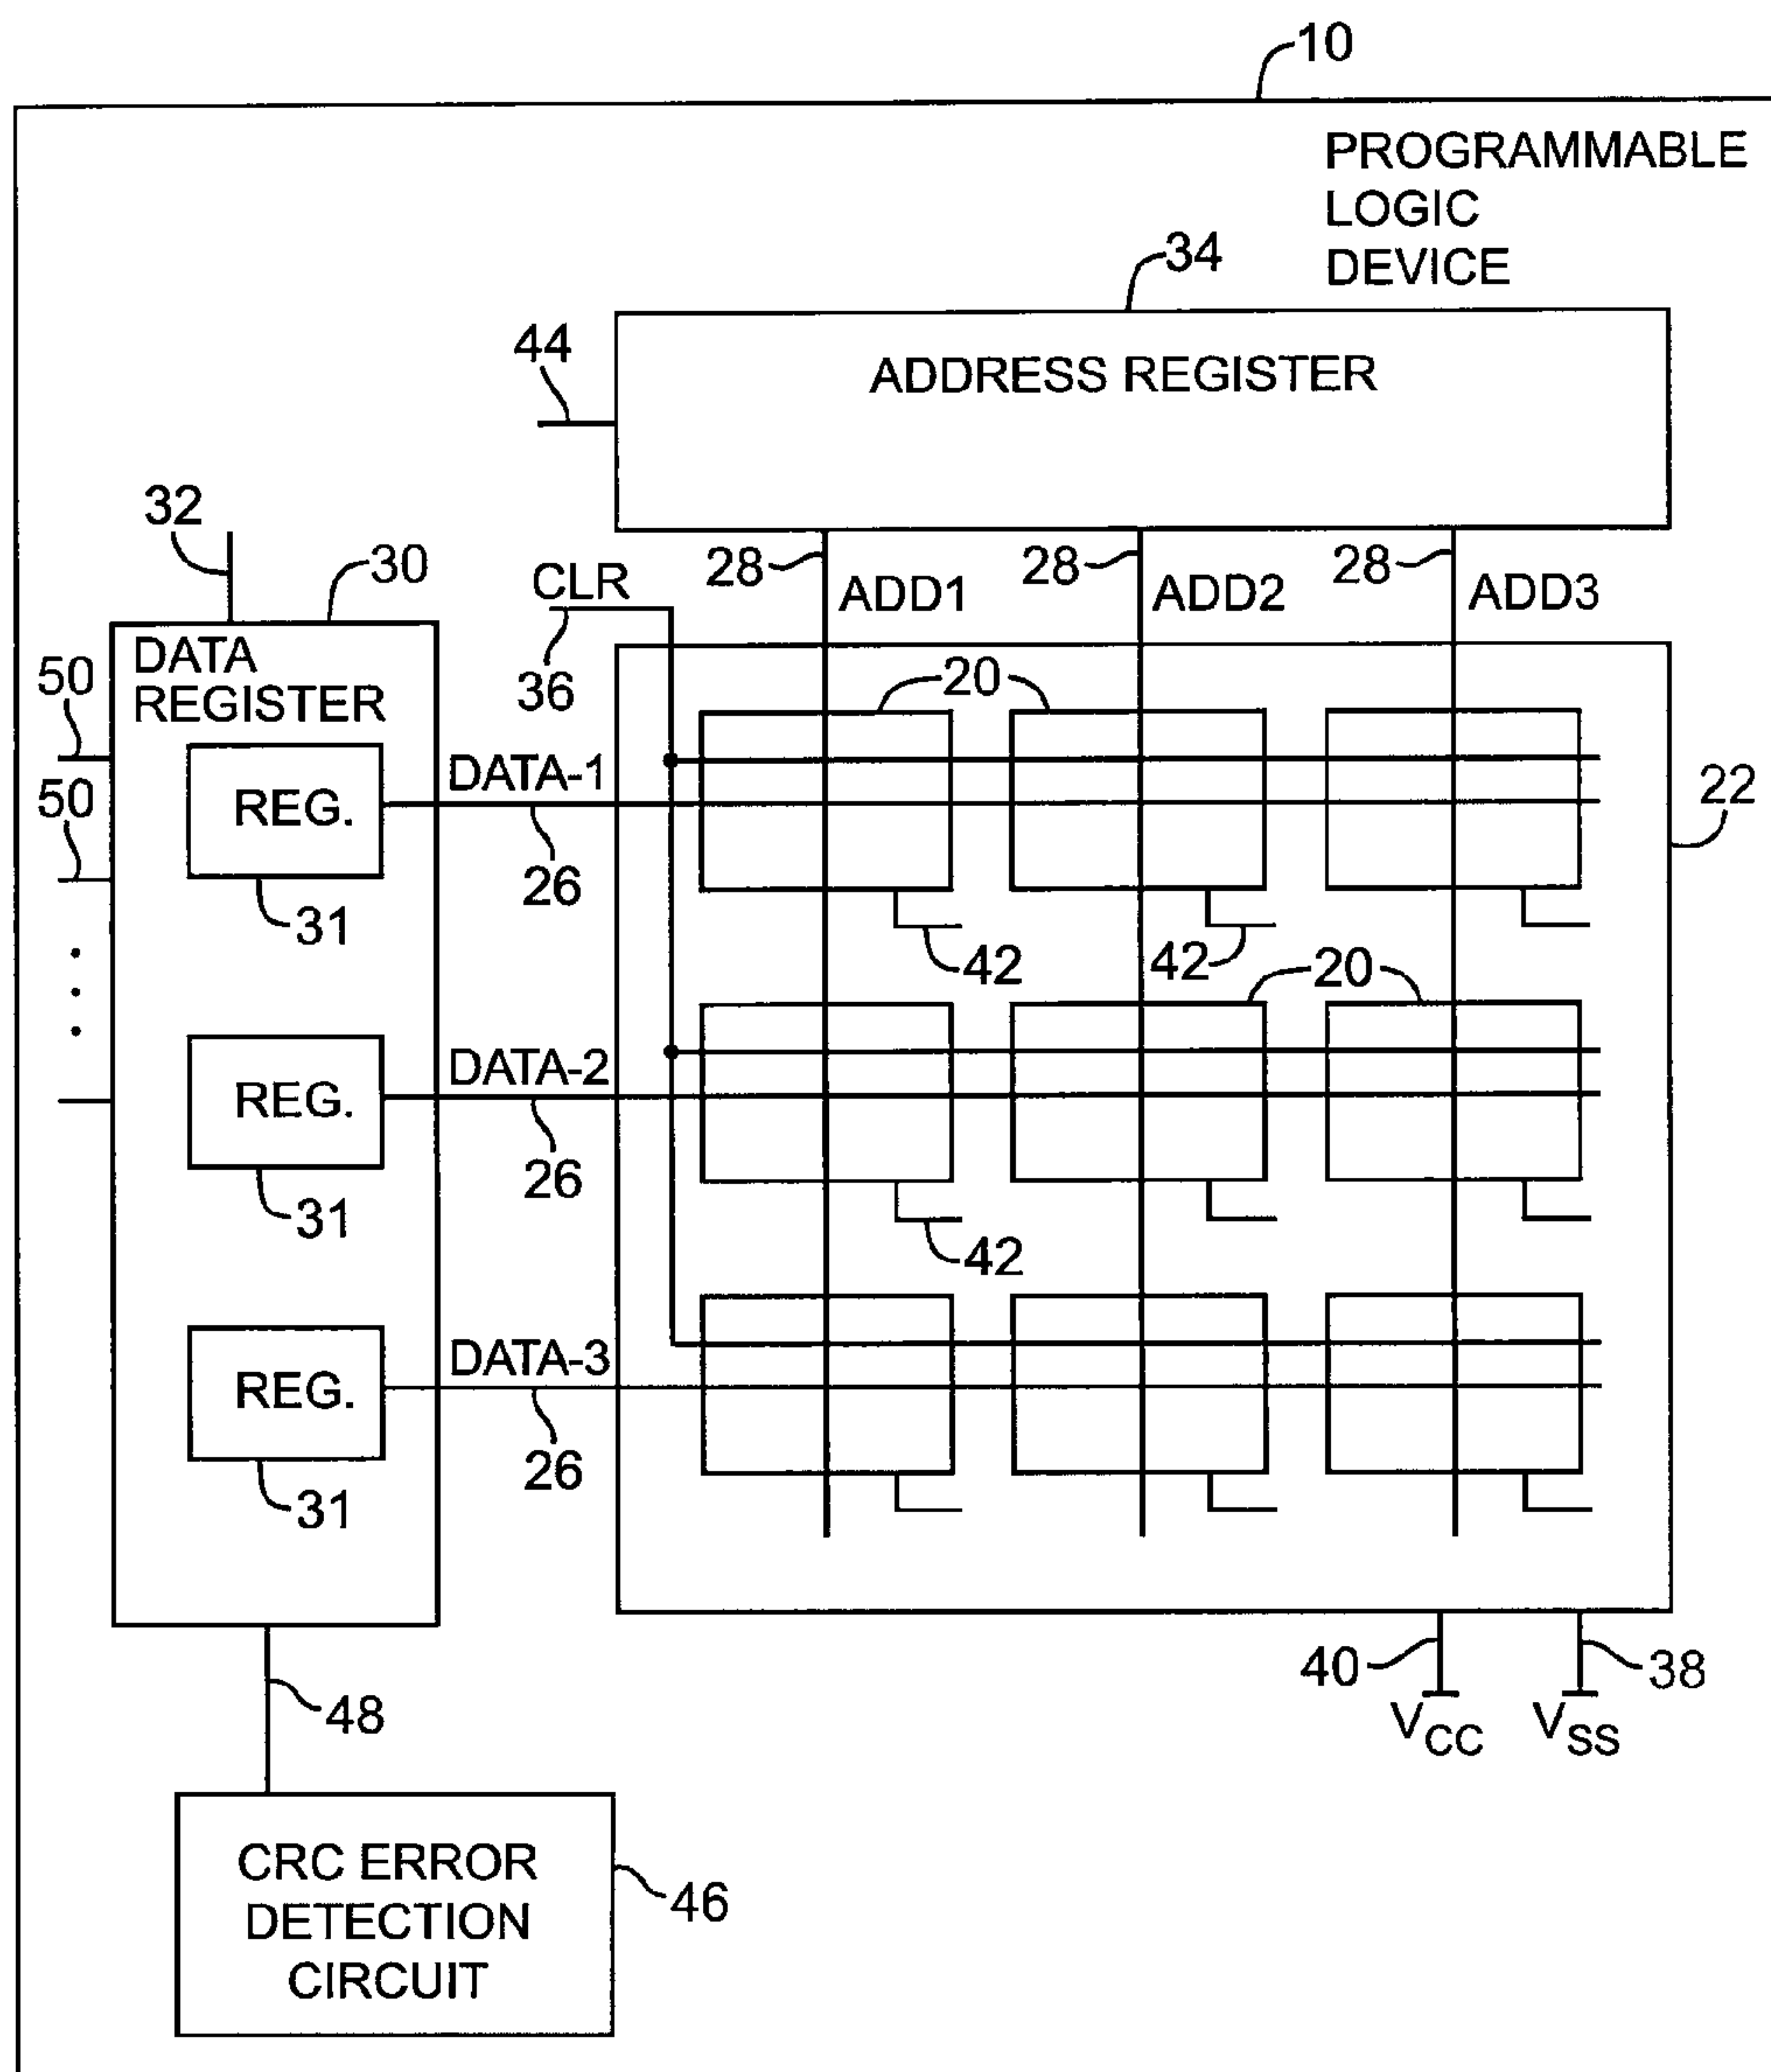 10
PROGRAMMABLE
LOGIC
DEVICE
34
44
ADDRESS REGISTER
32
30
28
28
28
CLR
ADD1
ADD2
ADD3
36
DATA
REGISTER
50
50
20
22
REG.
DATA-1
26
31
42
42
20
REG.
DATA-2
26
31
42
REG.
DATA-3
26
31
48
40
38
VCC
VSS
CRC ERROR
DETECTION
CIRCUIT
46